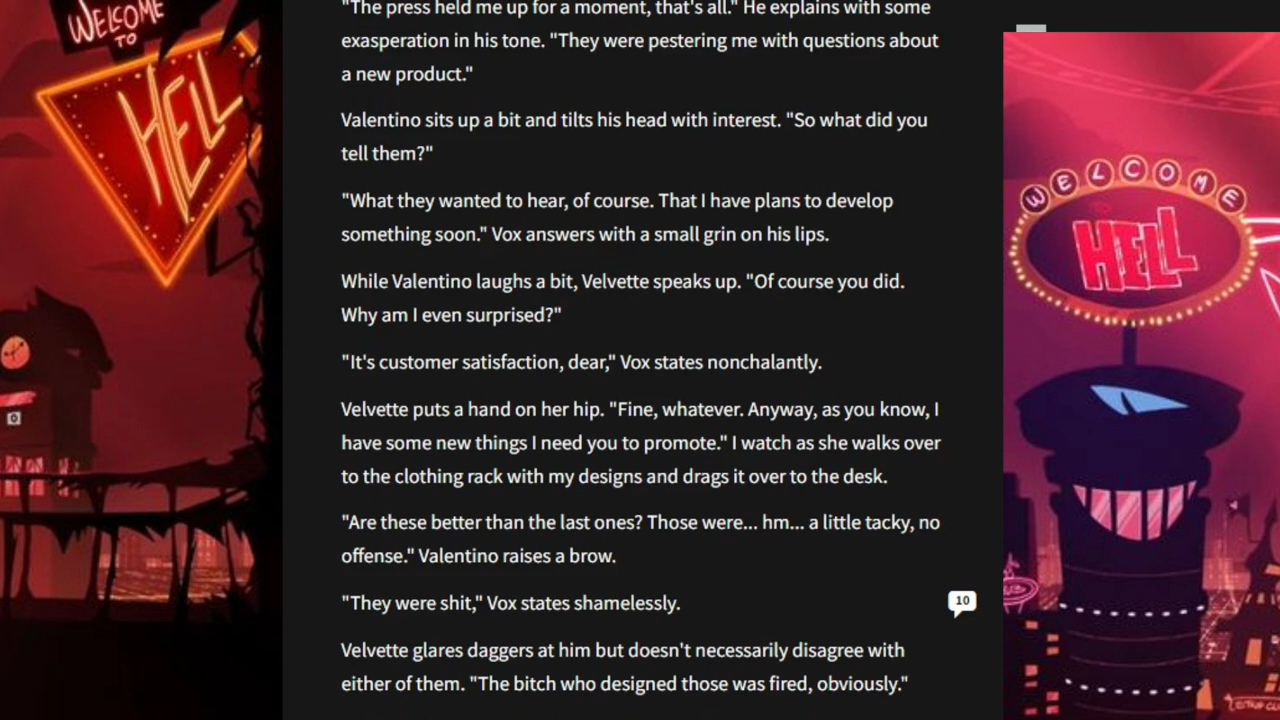 WELCOME
TO
HELL
"The press held me up for a moment, that's all." He explains with some
exasperation in his tone. "They were pestering me with questions about
a new product."
Valentino sits up a bit and tilts his head with interest. "So what did you
tell them?"
"What they wanted to hear, of course. That I have plans to develop
something soon." Vox answers with a small grin on his lips.
While Valentino laughs a bit, Velvette speaks up. "Of course you did.
Why am I even surprised?"
"It's customer satisfaction, dear," Vox states nonchalantly.
Velvette puts a hand on her hip. "Fine, whatever. Anyway, as you know, I
have some new things I need you to promote." I watch as she walks over
to the clothing rack with my designs and drags it over to the desk.
"Are these better than the last ones? Those were... hm... a little tacky, no
offense." Valentino raises a brow.
"They were shit," Vox states shamelessly.
10
Velvette glares daggers at him but doesn't necessarily disagree with
either of them. "The bitch who designed those was fired, obviously."
WELCOME
HELL